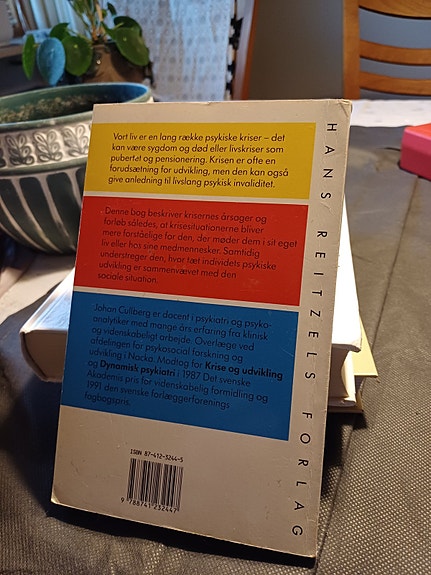 Vort liv er en lang række psykiske kriser – det
kan være sygdom og død eller livskriser som
pubertet og pensionering. Krisen er ofte en
forudsætning for udvikling, men den kan også
give anledning til livslang psykisk invaliditet.
Denne bog beskriver krisernes årsager og
forløb således, at krisesituationerne bliver
mere forståelige for den, der møder dem i sit eget
liv eller hos sine medmennesker. Samtidig
understreger den, hvor tæt individets psykiske
udvikling er sammenvævet med den
sociale situation.
Johan Cullberg er docent i psykiatri og psyko-
analytiker med mange års erfaring fra klinisk
og videnskabeligt arbejde. Overlæge ved
afdelingen for psykosocial forskning og
udvikling i Nacka. Modtog for Krise og udvikling
og Dynamisk psykiatri i 1987 Det svenske
Akademis pris for videnskabelig formidling og
1991 den svenske forlæggerforenings
fagbogspris.
ISBN 87-412-3244-5
9 788741 232447
HANS REITZELS FORLAG